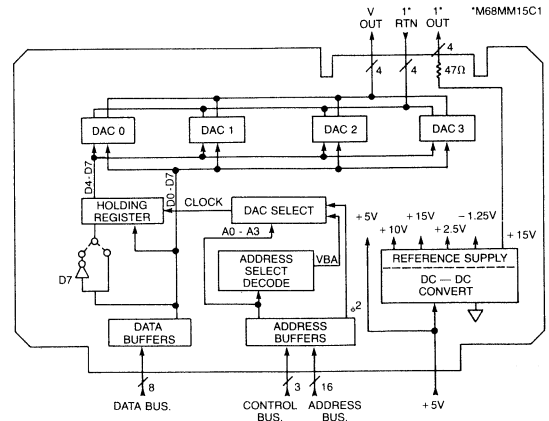 V OUT
1* RTN
1* OUT
*M68MM15C1
4
4
4
47Ω
DAC 0
DAC 1
DAC 2
DAC 3
D4-D7
D0-D7
HOLDING REGISTER
CLOCK
DAC SELECT
A0 - A3
D7
ADDRESS SELECT DECODE
VBA
2
+5V
+10V
+15V
+2.5V
-1.25V
+15V
REFERENCE SUPPLY
DC — DC CONVERT
DATA BUFFERS
ADDRESS BUFFERS
8
3
16
DATA BUS.
CONTROL BUS.
ADDRESS BUS.
+5V